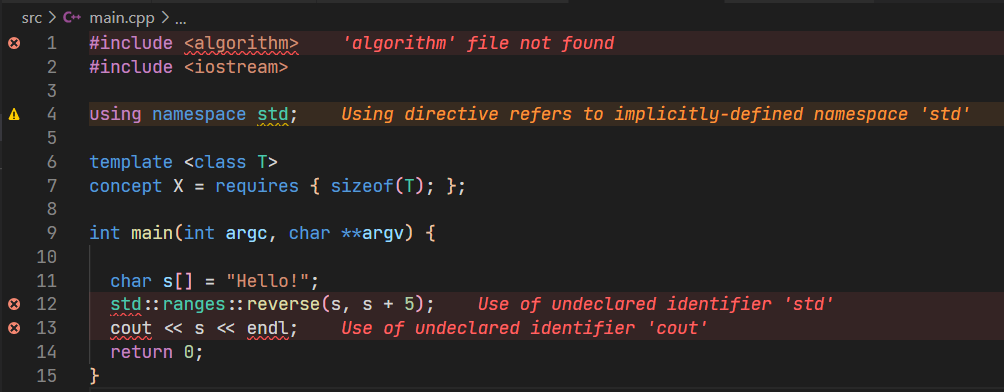 src > C++ main.cpp > ...
1 #include <algorithm> 'algorithm' file not found
2 #include <iostream>
3
4 using namespace std; Using directive refers to implicitly-defined namespace 'std'
5
6 template <class T>
7 concept X = requires { sizeof(T); };
8
9 int main(int argc, char **argv) {
10
11 char s[] = "Hello!";
12 std::ranges::reverse(s, s + 5); Use of undeclared identifier 'std'
13 cout << s << endl; Use of undeclared identifier 'cout'
14 return 0;
15 }